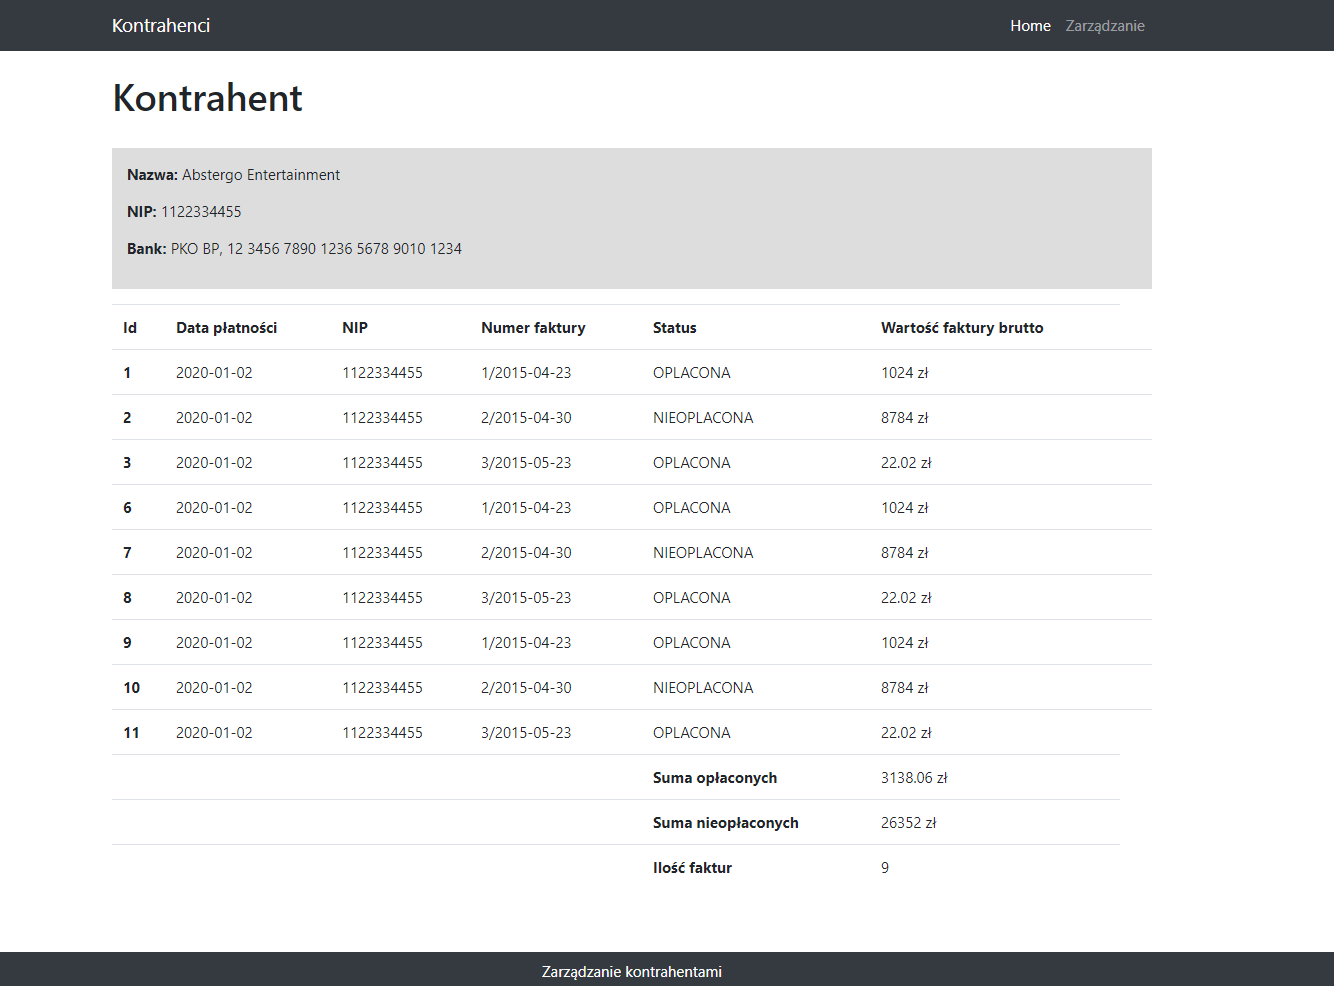 Kontrahenci Home Zarządzanie
Kontrahent
Nazwa: Abstergo Entertainment
NIP: 1122334455
Bank: PKO BP, 12 3456 7890 1236 5678 9010 1234
Id Data płatności NIP Numer faktury Status Wartość faktury brutto
1 2020-01-02 1122334455 1/2015-04-23 OPLACONA 1024 zł
2 2020-01-02 1122334455 2/2015-04-30 NIEOPLACONA 8784 zł
3 2020-01-02 1122334455 3/2015-05-23 OPLACONA 22.02 zł
6 2020-01-02 1122334455 1/2015-04-23 OPLACONA 1024 zł
7 2020-01-02 1122334455 2/2015-04-30 NIEOPLACONA 8784 zł
8 2020-01-02 1122334455 3/2015-05-23 OPLACONA 22.02 zł
9 2020-01-02 1122334455 1/2015-04-23 OPLACONA 1024 zł
10 2020-01-02 1122334455 2/2015-04-30 NIEOPLACONA 8784 zł
11 2020-01-02 1122334455 3/2015-05-23 OPLACONA 22.02 zł
Suma opłaconych 3138.06 zł
Suma nieopłaconych 26352 zł
Ilość faktur 9
Zarządzanie kontrahentami